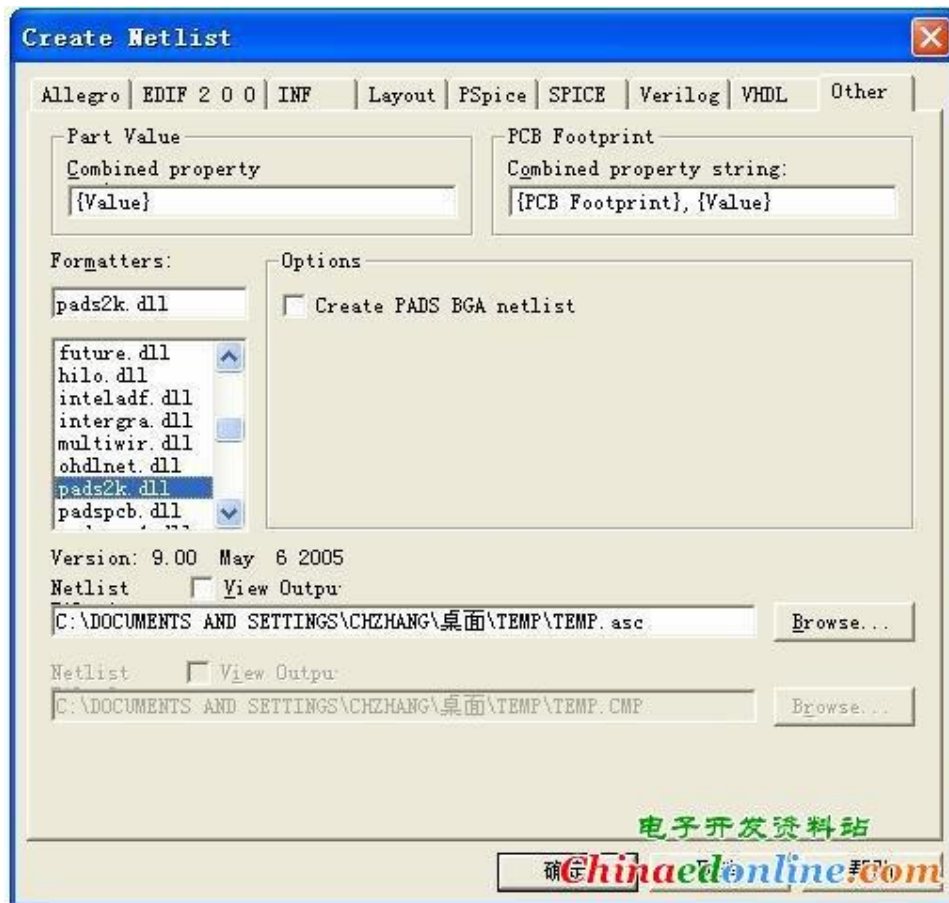 Create Netlist
Allegro EDIF 2 0 0 INF Layout PSpice SPICE Verilog VHDL Other
Part Value
Combined property
{Value}
PCB Footprint
Combined property string:
{PCB Footprint}, {Value}
Formatters:
pads2k.dll
future.dll
hilo.dll
inteladf.dll
intergra.dll
multiwir.dll
ohdlnet.dll
pads2k.dll
padspcb.dll
Options
Create PADS BGA netlist
Version: 9.00 May 6 2005
Netlist View Outpu
C:\DOCUMENTS AND SETTINGS\CHZHANG\桌面\TEMP\TEMP.asc
Browse...
Netlist View Outpu
C:\DOCUMENTS AND SETTINGS\CHZHANG\桌面\TEMP\TEMP.CMP
Browse...
电子开发资料站
确定
Chinaedonline.com